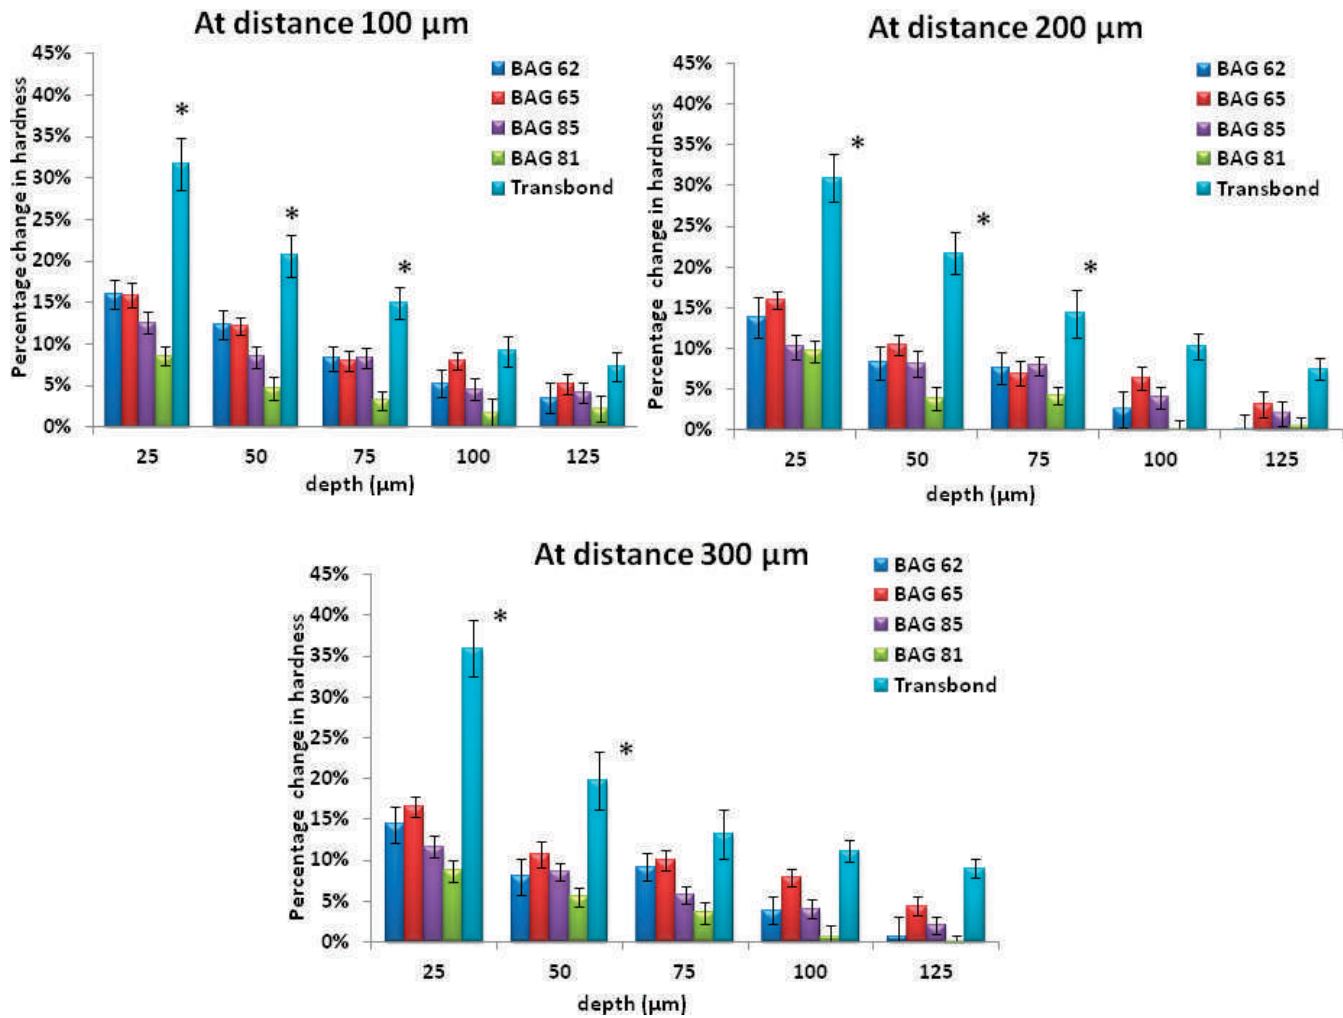 At distance 100 µm
Percentage change in hardness
45%
40%
35%
30%
25%
20%
15%
10%
5%
0%
BAG 62
BAG 65
BAG 85
BAG 81
Transbond
*
*
*
25 50 75 100 125
depth (µm)
At distance 200 µm
Percentage change in hardness
45%
40%
35%
30%
25%
20%
15%
10%
5%
0%
BAG 62
BAG 65
BAG 85
BAG 81
Transbond
*
*
*
25 50 75 100 125
depth (µm)
At distance 300 µm
Percentage change in hardness
45%
40%
35%
30%
25%
20%
15%
10%
5%
0%
BAG 62
BAG 65
BAG 85
BAG 81
Transbond
*
*
25 50 75 100 125
depth (µm)